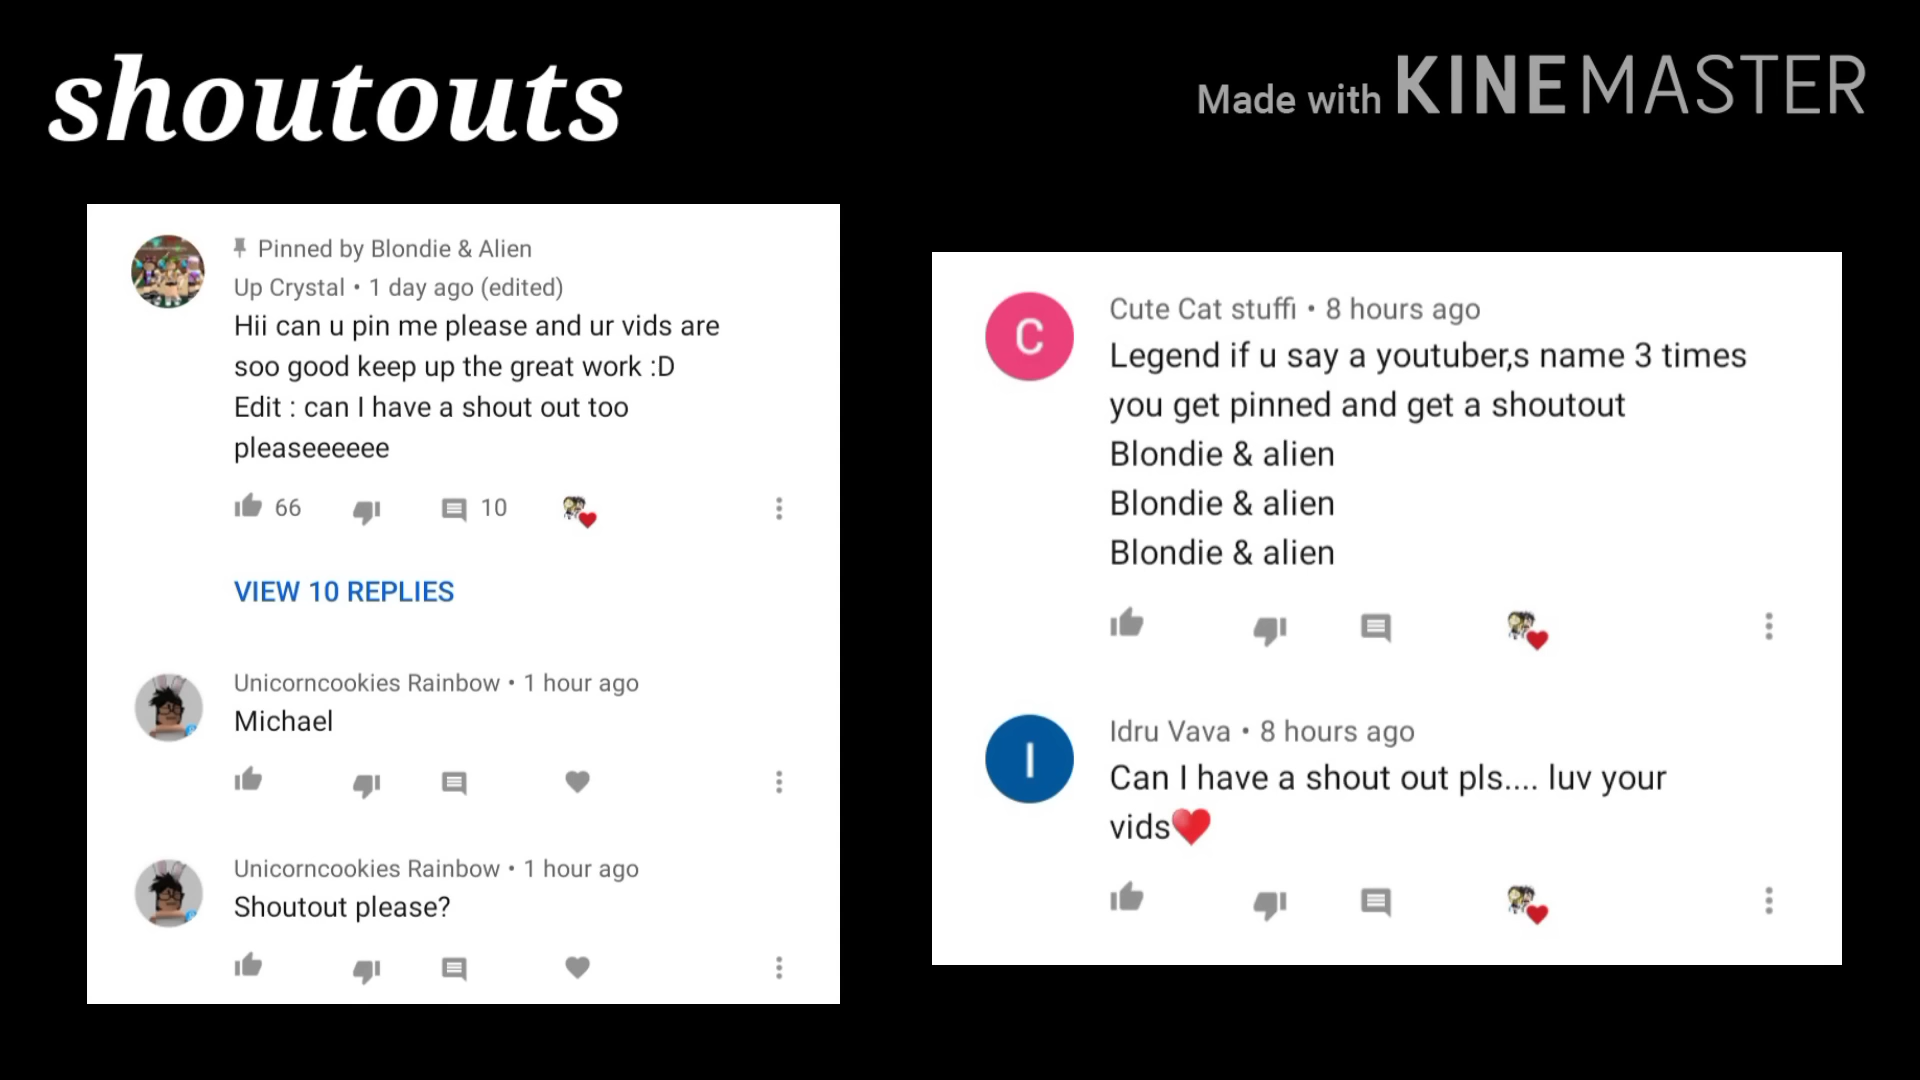 shoutouts
Made with KINEMASTER
Pinned by Blondie & Alien
Up Crystal • 1 day ago (edited)
Hii can u pin me please and ur vids are
soo good keep up the great work :D
Edit : can I have a shout out too
pleaseeeeee
66 10
VIEW 10 REPLIES
Unicorncookies Rainbow • 1 hour ago
Michael
Unicorncookies Rainbow • 1 hour ago
Shoutout please?
C
Cute Cat stuffi • 8 hours ago
Legend if u say a youtuber,s name 3 times
you get pinned and get a shoutout
Blondie & alien
Blondie & alien
Blondie & alien
I
Idru Vava • 8 hours ago
Can I have a shout out pls.... luv your
vids❤️